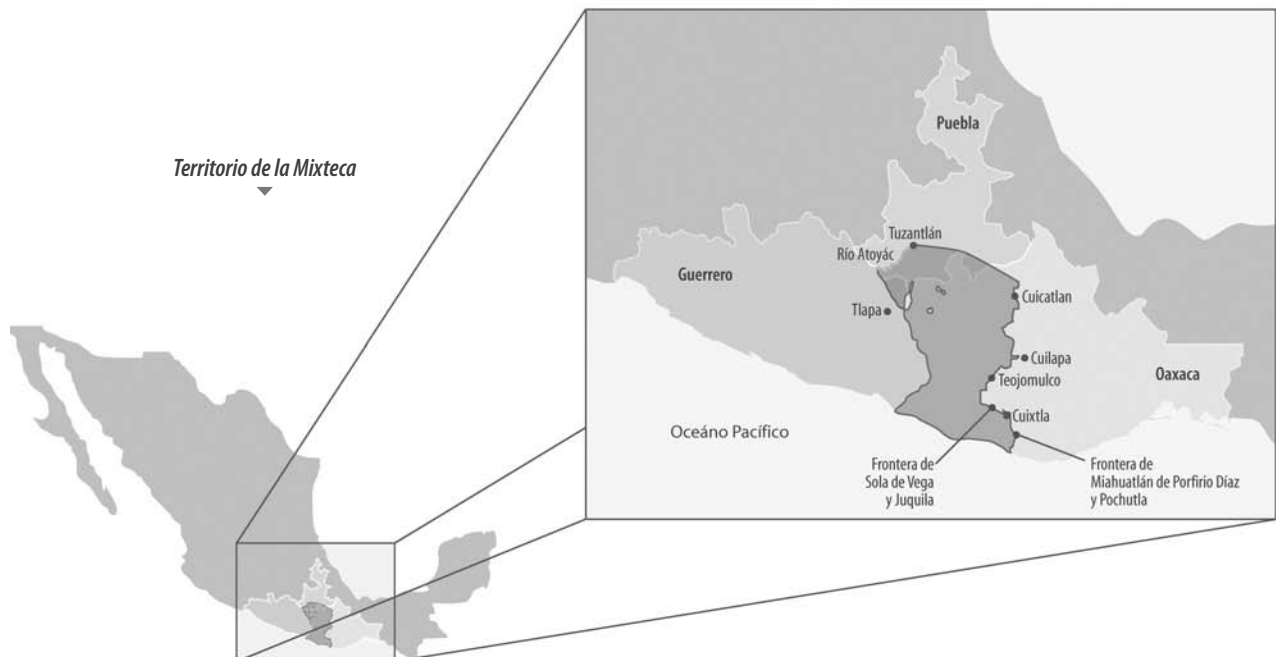 Territorio de la Mixteca
Puebla
Tuzantlán
Río Atoyác
Guerrero
Tlapa
Cuicatlan
Cuilapa
Teojomulco
Oaxaca
Cuixtla
Oceáno Pacífico
Frontera de
Sola de Vega
y Juquila
Frontera de
Miahuatlán de Porfirio Díaz
y Pochutla